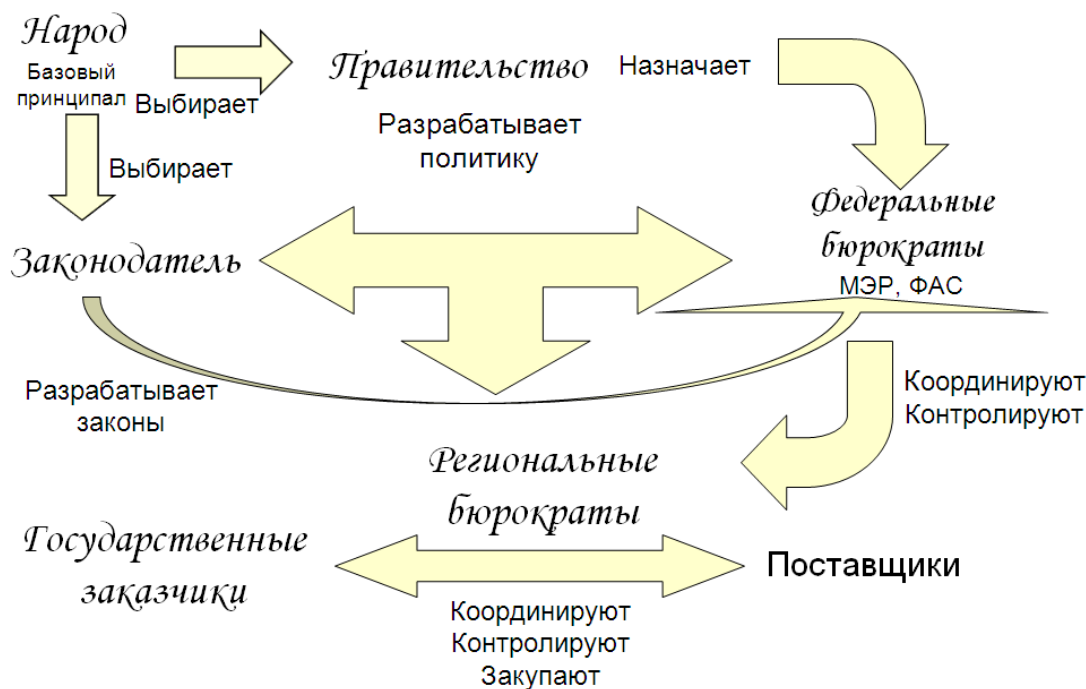 Народ
Базовый
принципал
Выбирает
Правительство
Назначает
Разрабатывает
политику
Выбирает
Федеральные
бюрократы
МЭР, ФАС
Законодатель
Разрабатывает
законы
Координируют
Контролируют
Региональные
бюрократы
Государственные
заказчики
Поставщики
Координируют
Контролируют
Закупают